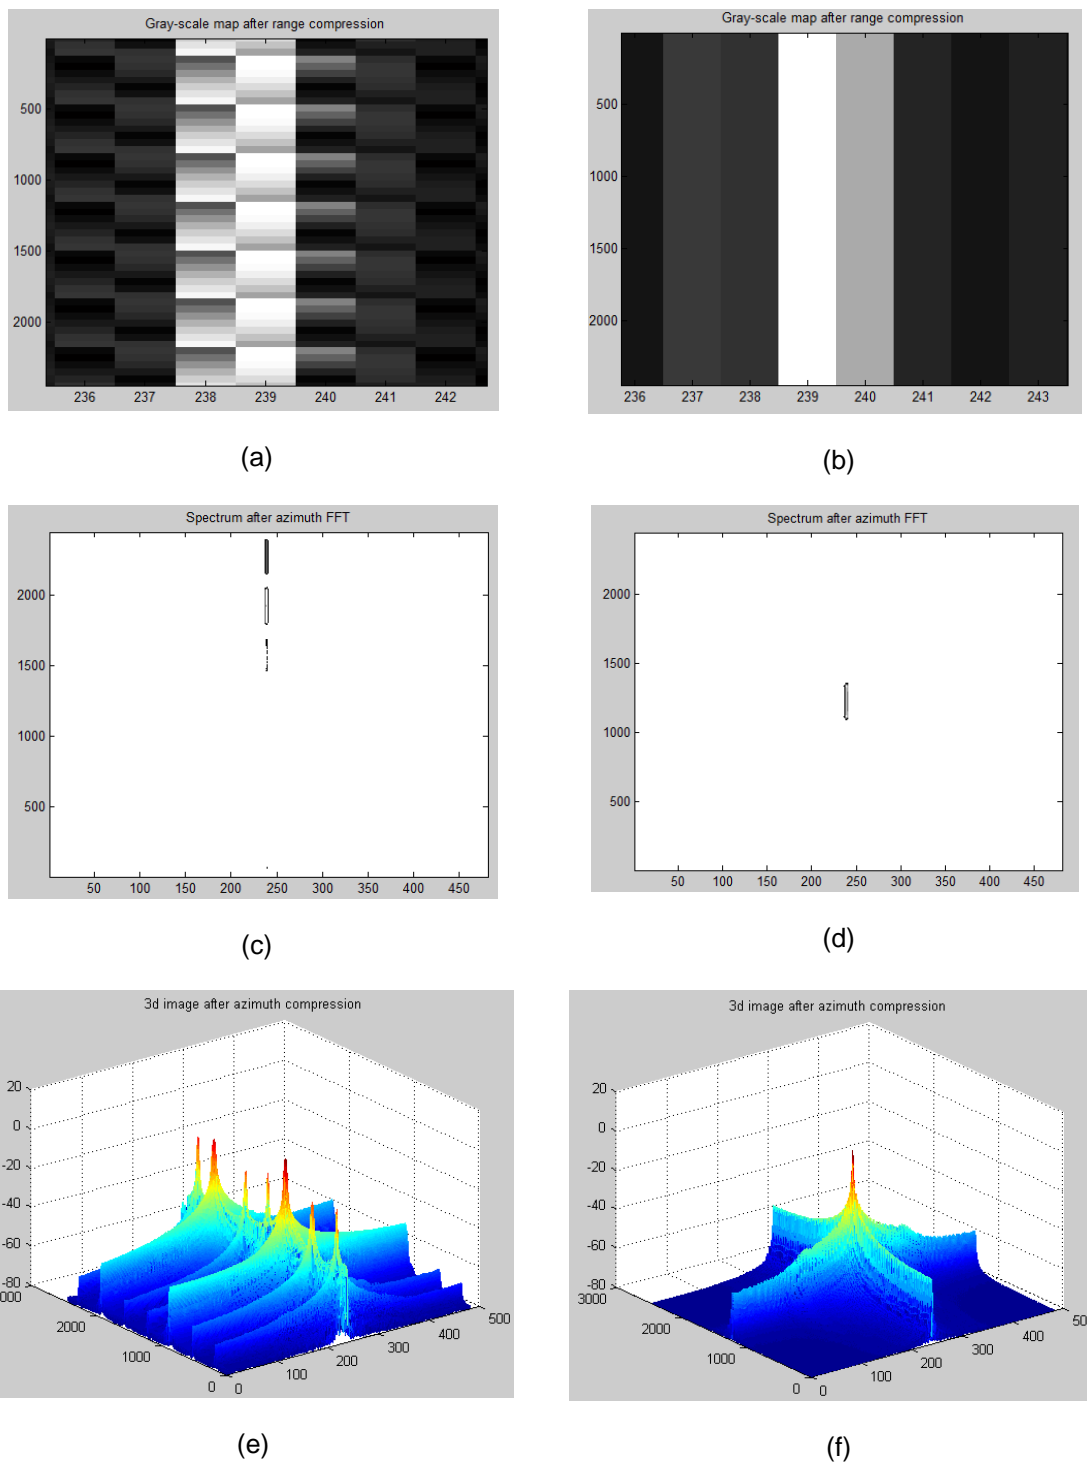 Gray-scale map after range compression
500
1000
1500
2000
236 237 238 239 240 241 242
(a)
Gray-scale map after range compression
500
1000
1500
2000
236 237 238 239 240 241 242 243
(b)
Spectrum after azimuth FFT
2000
1500
1000
500
50 100 150 200 250 300 350 400 450
(c)
Spectrum after azimuth FFT
2000
1500
1000
500
50 100 150 200 250 300 350 400 450
(d)
3d image after azimuth compression
20
0
-20
-40
-60
-80
000
2000
1000
0
0 100 200 300 400 500
(e)
3d image after azimuth compression
20
0
-20
-40
-60
-80
3000
2000
1000
0
0 100 200 300 400 50
(f)